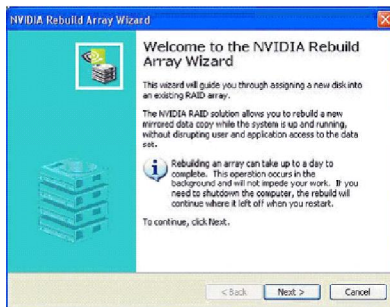 NVIDIA Rebuild Array Wizard
Welcome to the NVIDIA Rebuild
Array Wizard
This wizard will guide you through assigning a new disk into
an existing RAID array.
The NVIDIA RAID solution allows you to rebuild a new
mirrored data copy while the system is up and running,
without disrupting user and application access to the data
set.
Rebuilding an array can take up to a day to
complete. This operation occurs in the
background and will not impede your work. If you
need to shutdown the computer, the rebuild will
continue where it left off when you restart.
To continue, click Next.
< Back
Next >
Cancel